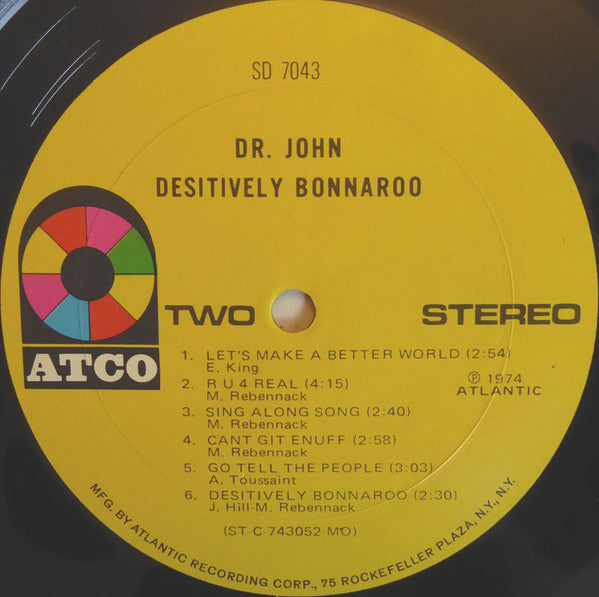 SD 7043
DR. JOHN
DESITIVELY BONNAROO
ATCO
TWO
STEREO
1. LET'S MAKE A BETTER WORLD (2:54)
E. King
2. R U 4 REAL (4:15)
M. Rebennack
3. SING ALONG SONG (2:40)
M. Rebennack
4. CANT GIT ENUFF (2:58)
M. Rebennack
5. GO TELL THE PEOPLE (3:03)
A. Toussaint
6. DESITIVELY BONNAROO (2:30)
J. Hill-M. Rebennack
(ST-C-743052-MO)
℗ 1974
ATLANTIC
MFG. BY ATLANTIC RECORDING CORP., 75 ROCKEFELLER PLAZA, N.Y., N.Y.